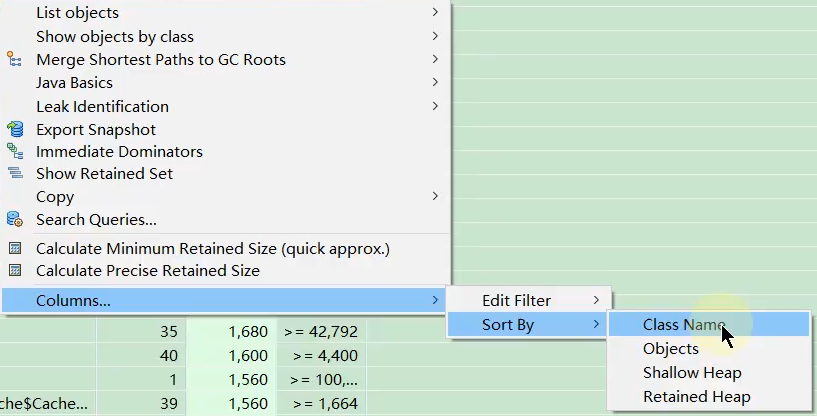 List objects
Show objects by class
Merge Shortest Paths to GC Roots
Java Basics
Leak Identification
Export Snapshot
Immediate Dominators
Show Retained Set
Copy
Search Queries...
Calculate Minimum Retained Size (quick approx.)
Calculate Precise Retained Size
Columns...
Edit Filter
Sort By
Class Name
Objects
Shallow Heap
Retained Heap
35 1,680 >= 42,792
40 1,600 >= 4,400
1 1,560 >= 100,...
che$Cache... 39 1,560 >= 1,664